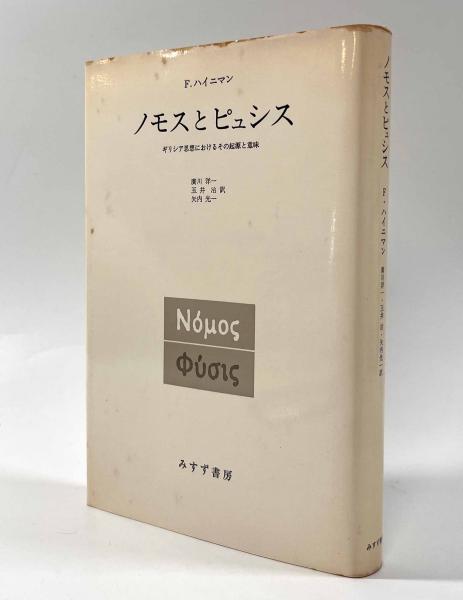 F. ハイニマン
ノモスとピュシス
ギリシア思想におけるその起源と意味
廣川 洋一
玉井 治 訳
矢内 光一
Νόμος
Φύσις
みすず書房
ノモスとピュシス
F・ハイニマン
廣川洋一・玉井治・矢内光一訳
みすず書房